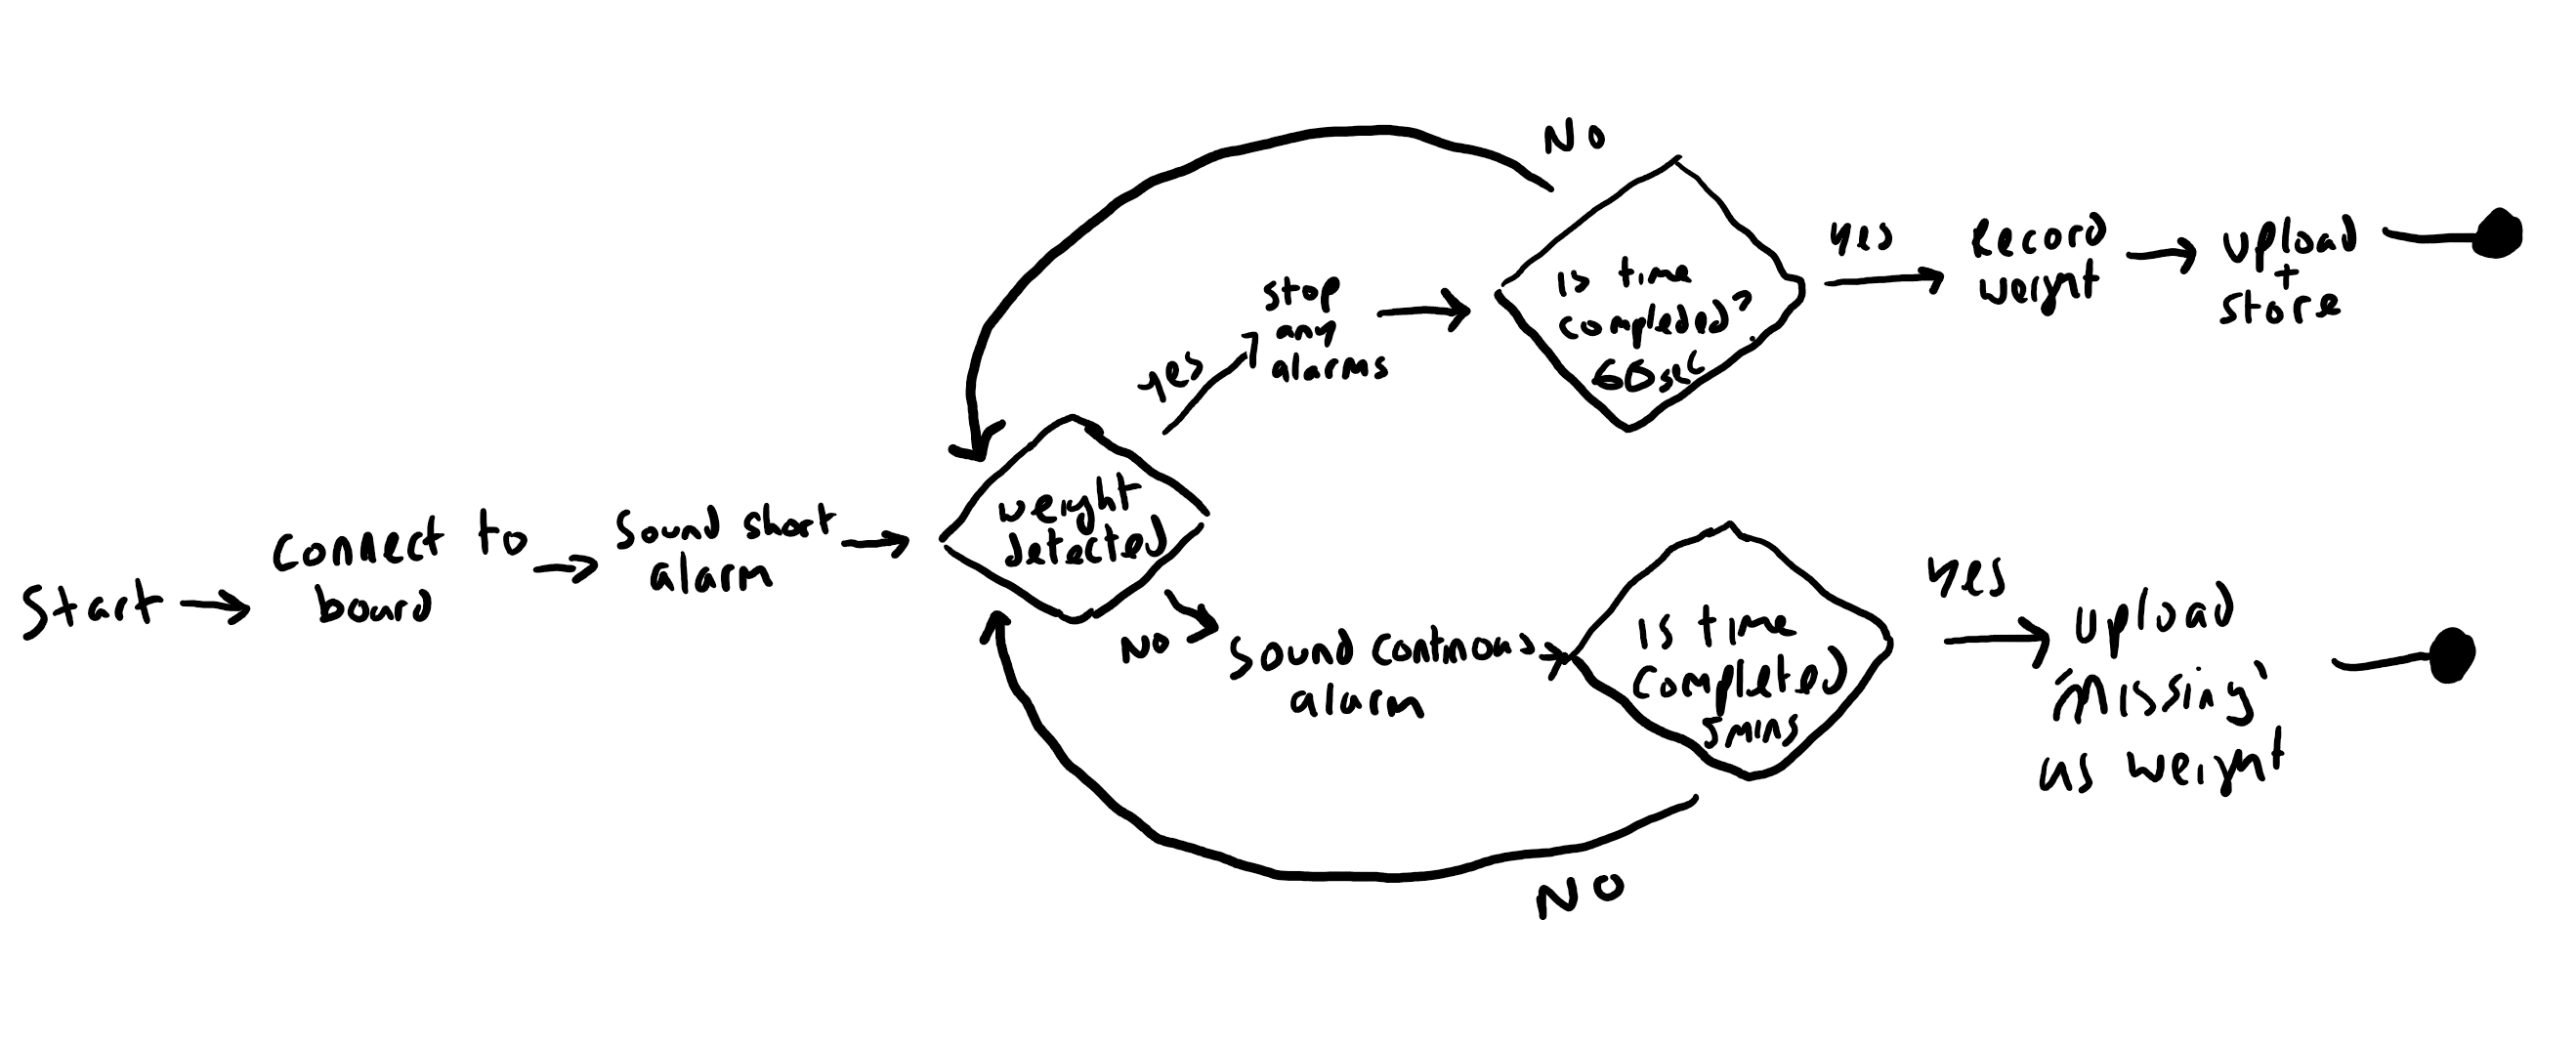 Start
Connect to
board
Sound short
alarm
weight
detected
yes
stop
any
alarms
No
is time
compleded?
60sec
yes
Record
weight
upload
+
store
No
Sound continous
alarm
is time
completed
5mins
yes
upload
'missing'
as weight
No